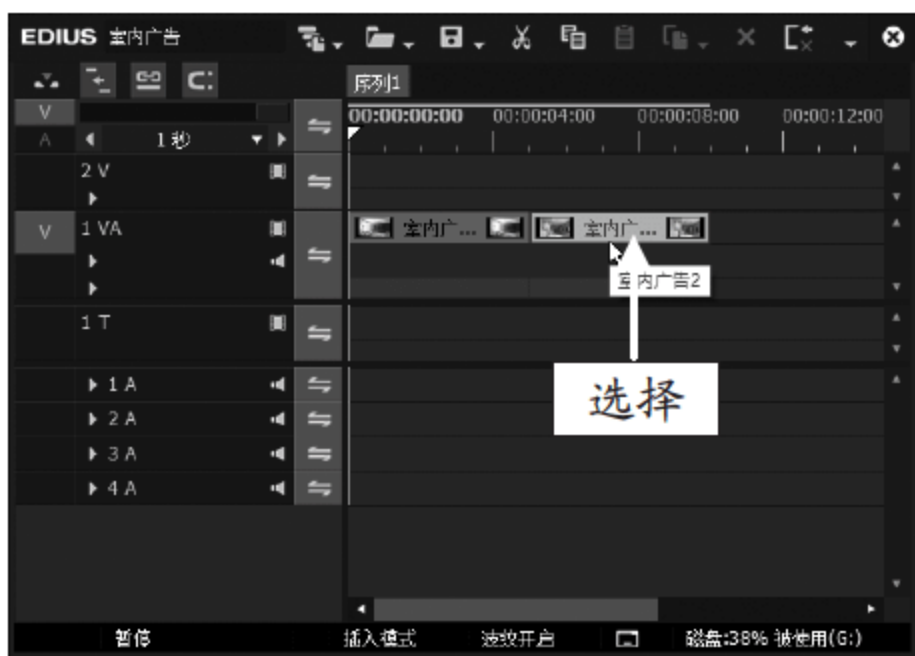 EDIUS 室内广告
序列1
V
00:00:00:00 00:00:04:00 00:00:08:00 00:00:12:00
A 1秒
2 V
V 1 VA 室内广... 室内广...
室内广告2
1 T
选择
1 A
2 A
3 A
4 A
暂停 插入模式 波纹开启 磁盘:38% 被使用(G:)